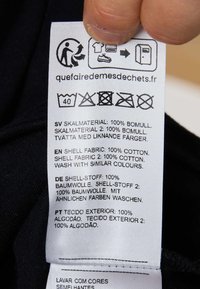 quefairedemesdechets.fr
40
SV SKALMATERIAL: 100% BOMULL.
SKALMATERIAL 2: 100% BOMULL.
TVÄTTA MED LIKNANDE FÄRGER.
EN SHELL FABRIC: 100% COTTON.
SHELL FABRIC 2: 100% COTTON.
WASH WITH SIMILAR COLOURS.
DE SHELL-STOFF: 100%
BAUMWOLLE. SHELL-STOFF 2:
100% BAUMWOLLE. MIT
ÄHNLICHEN FARBEN WASCHEN.
PT TECIDO EXTERIOR: 100%
ALGODÃO. TECIDO EXTERIOR 2:
100% ALGODÃO.
LAVAR COM CORES
SEMELHANTES